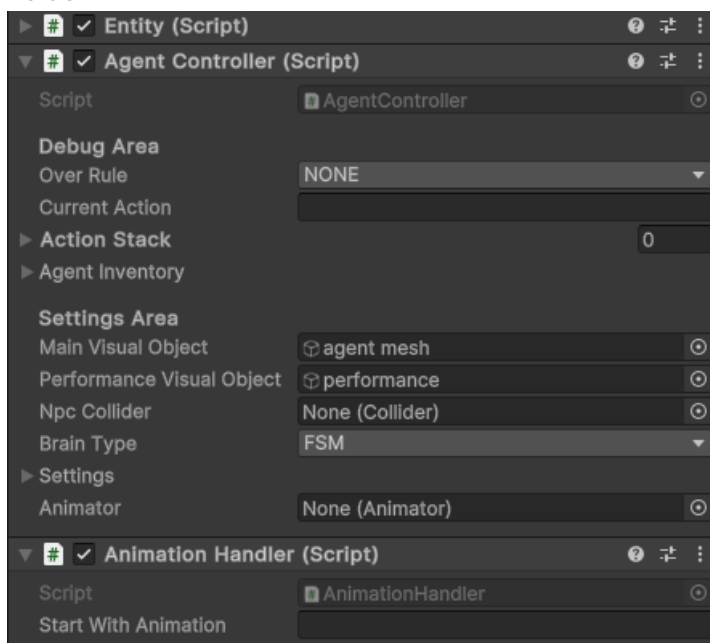 Entity (Script)
Agent Controller (Script)
Script AgentController
Debug Area
Over Rule NONE
Current Action
Action Stack 0
Agent Inventory
Settings Area
Main Visual Object agent mesh
Performance Visual Object performance
Npc Collider None (Collider)
Brain Type FSM
Settings
Animator None (Animator)
Animation Handler (Script)
Script AnimationHandler
Start With Animation